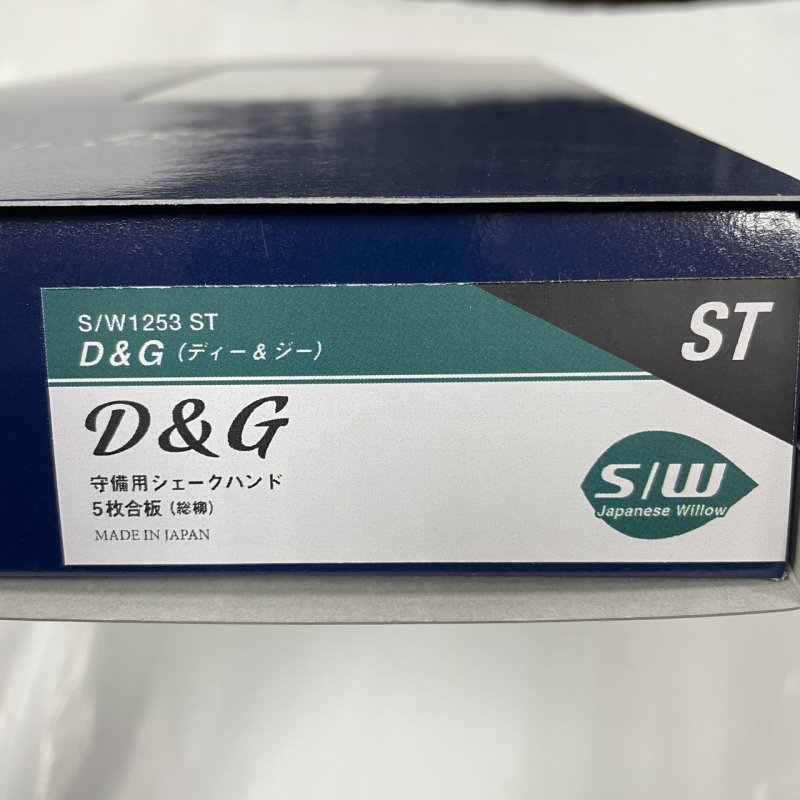 S/W1253 ST
D&G (ディー&ジー)
ST
D&G
守備用シェークハンド
5枚合板(総柳)
MADE IN JAPAN
S/W
Japanese Willow